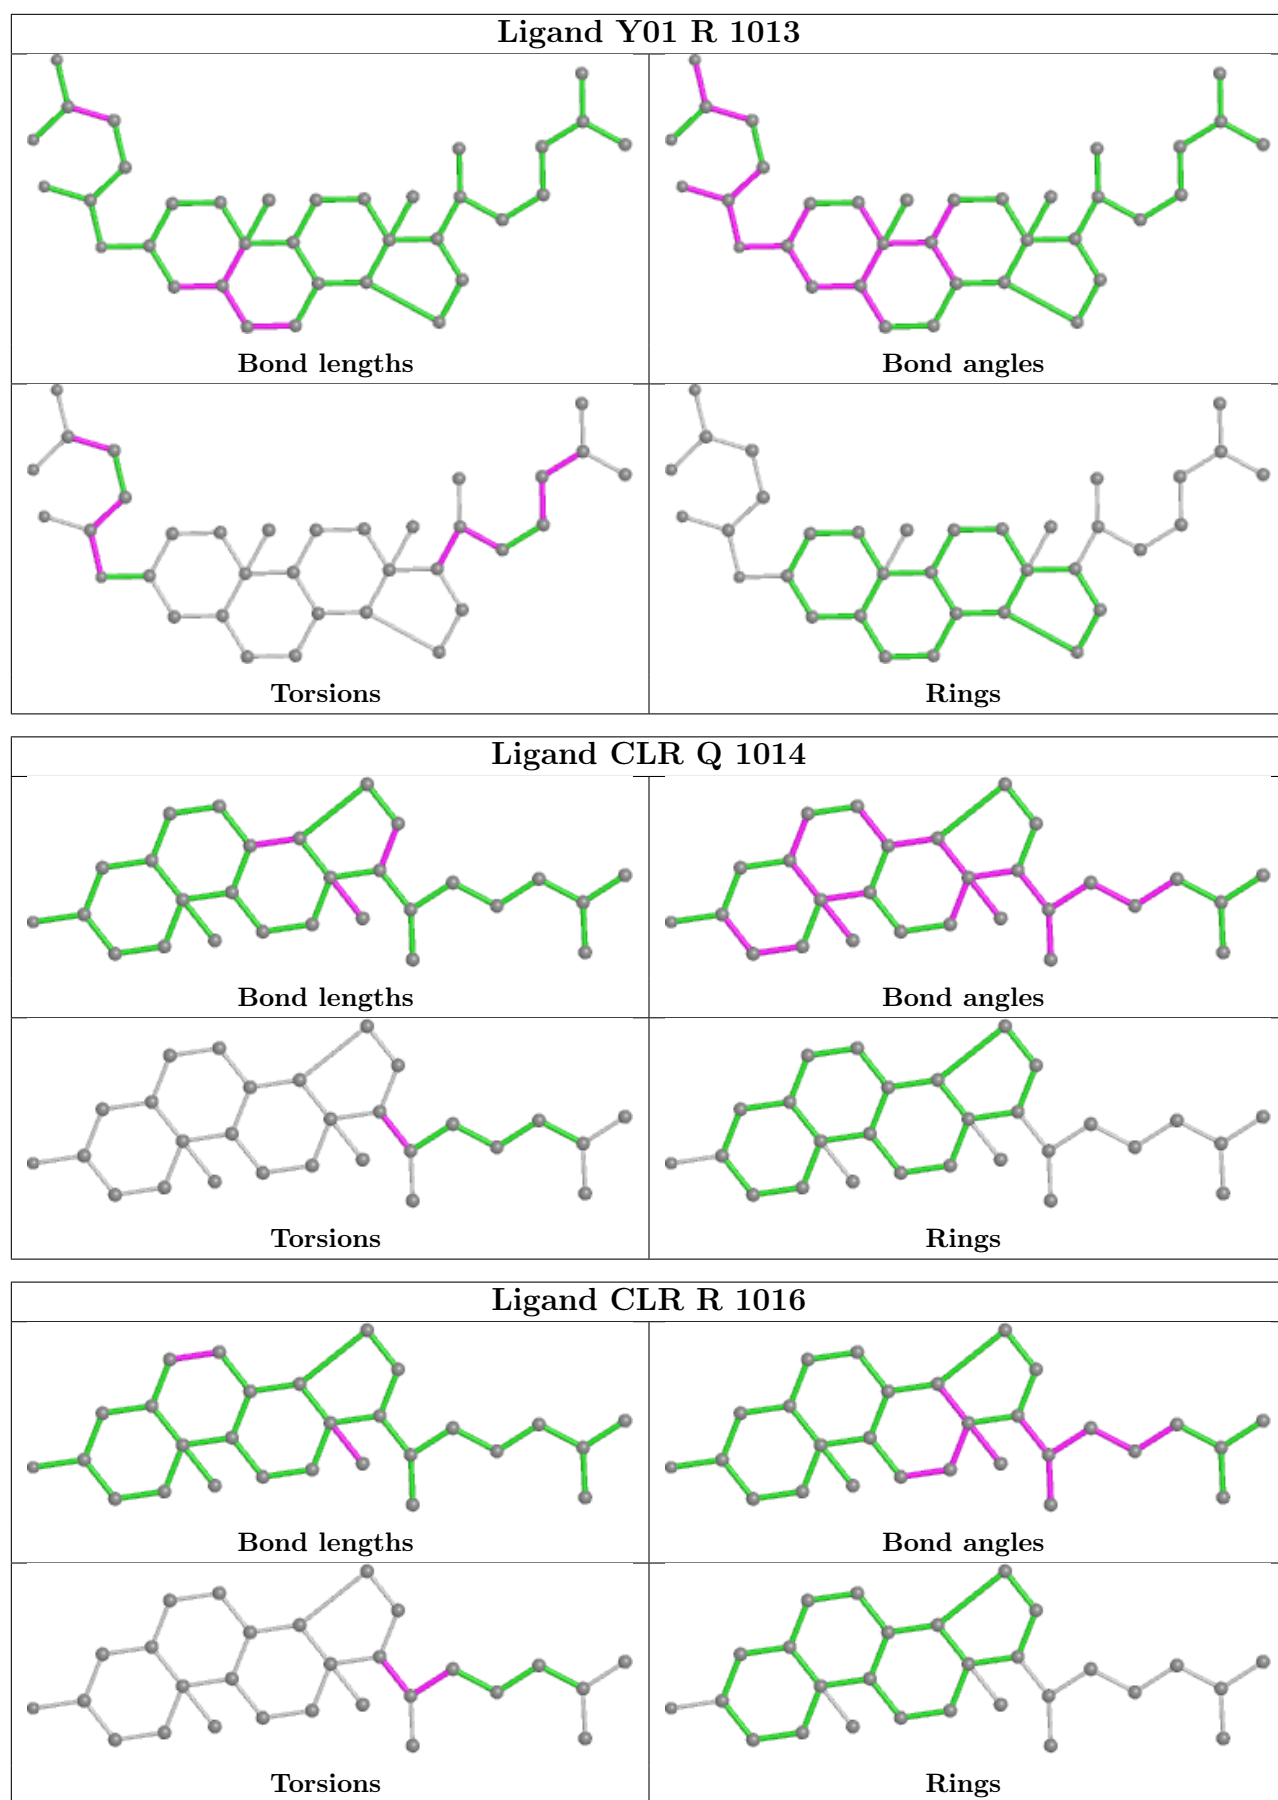 Ligand Y01 R 1013
Bond lengths
Bond angles
Torsions
Rings
Ligand CLR Q 1014
Bond lengths
Bond angles
Torsions
Rings
Ligand CLR R 1016
Bond lengths
Bond angles
Torsions
Rings